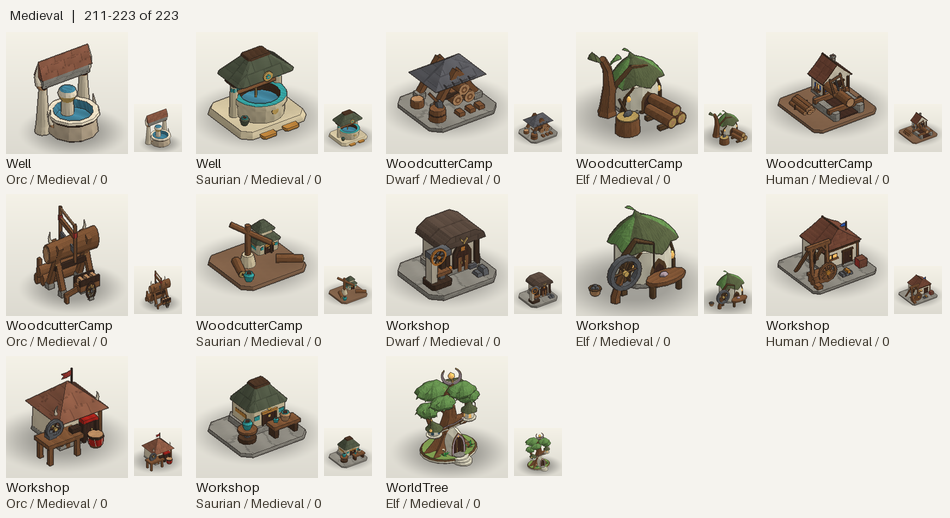 Medieval | 211-223 of 223
Well
Orc / Medieval / 0
Well
Saurian / Medieval / 0
WoodcutterCamp
Dwarf / Medieval / 0
WoodcutterCamp
Elf / Medieval / 0
WoodcutterCamp
Human / Medieval / 0
WoodcutterCamp
Orc / Medieval / 0
WoodcutterCamp
Saurian / Medieval / 0
Workshop
Dwarf / Medieval / 0
Workshop
Elf / Medieval / 0
Workshop
Human / Medieval / 0
Workshop
Orc / Medieval / 0
Workshop
Saurian / Medieval / 0
WorldTree
Elf / Medieval / 0